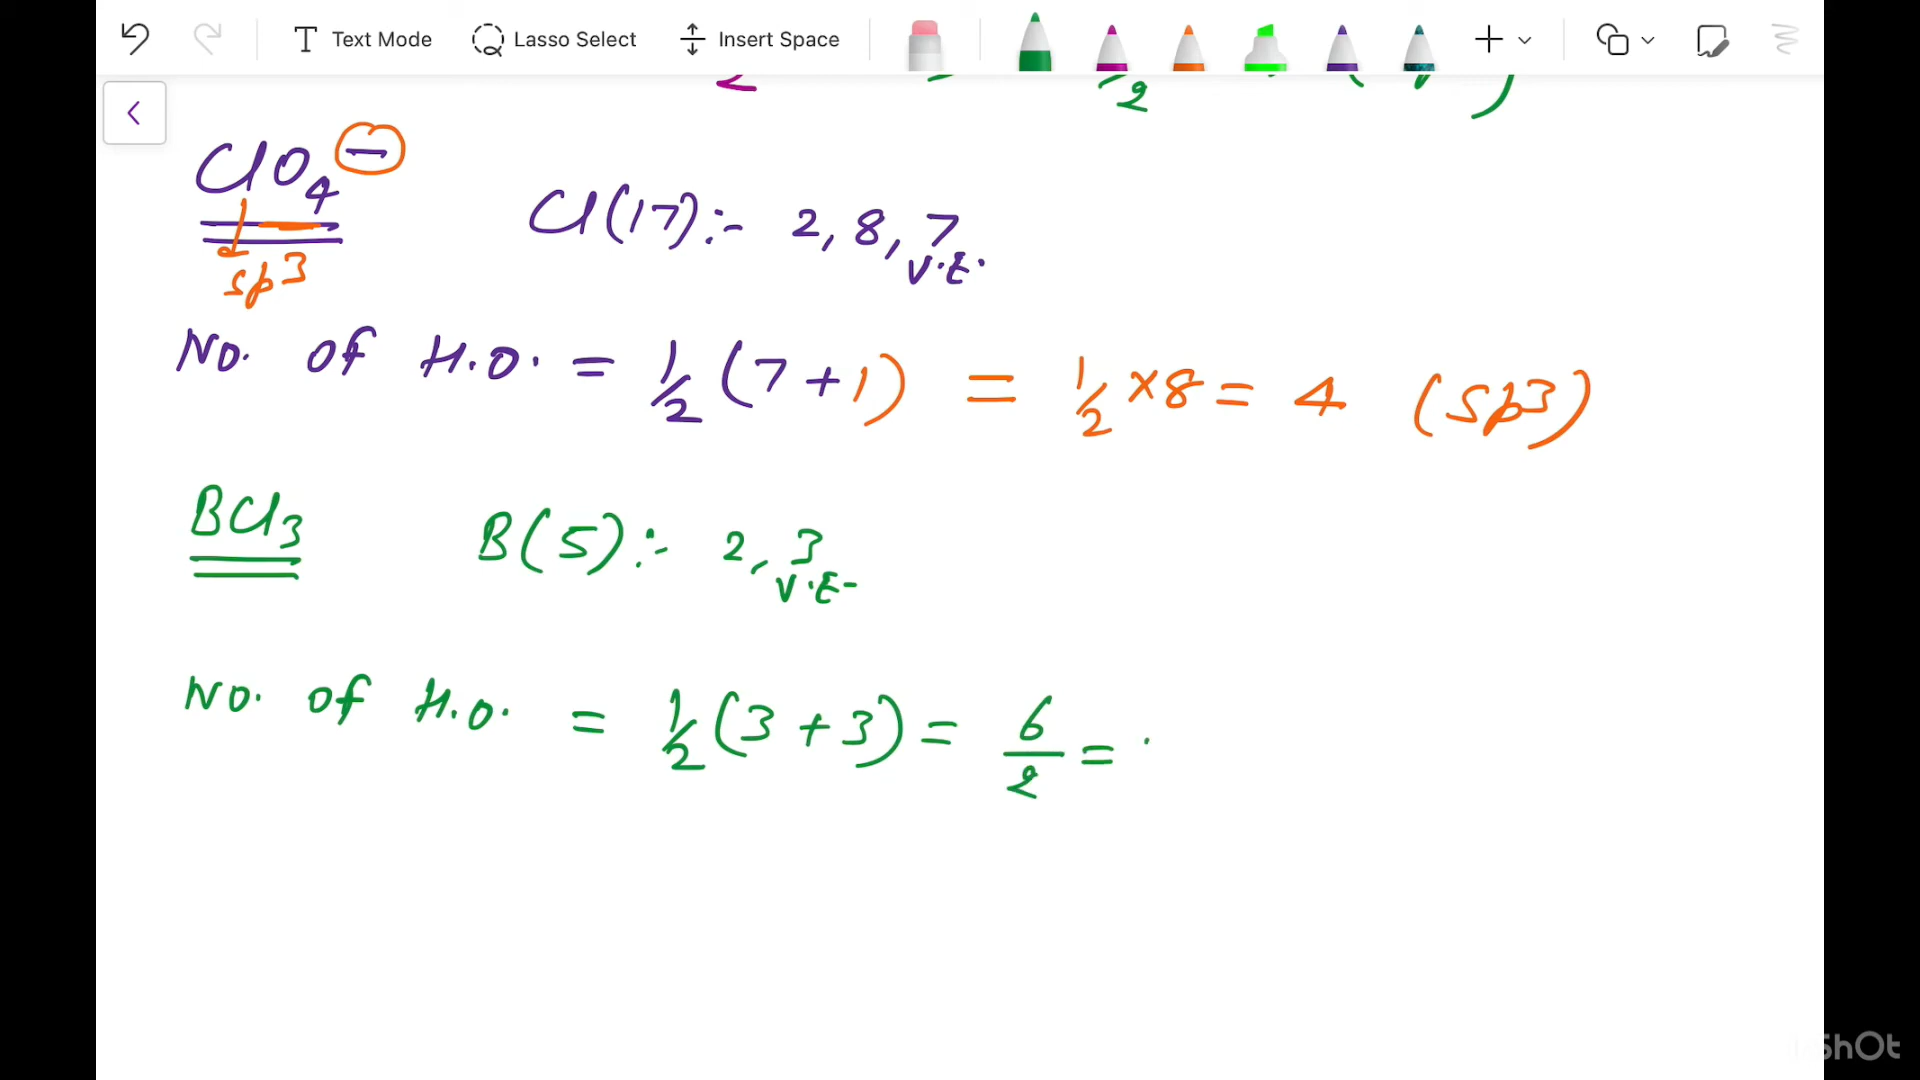 Text Mode Lasso Select Insert Space
ClO4 −
Cl(17):- 2, 8, 7
V.E.
sp3
No. of H.O. = 1/2 (7 + 1) = 1/2 × 8 = 4 (sp3)
BCl3 B(5):- 2, 3
V.E-
No. of H.O. = 1/2 (3 + 3) = 6/2 =